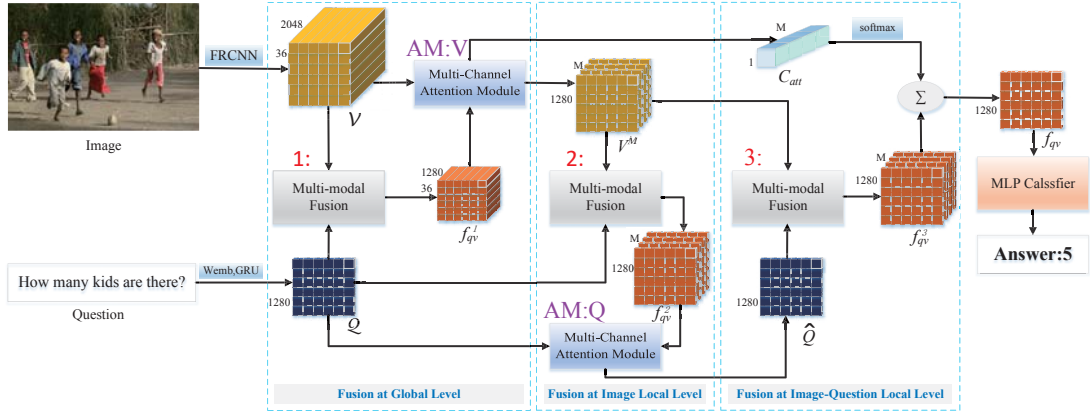 2048
36
FRCNN
AM:V
Multi-Channel
Attention Module
M
1
C_att
softmax
Σ
1280
f_qv
V
Image
M
1280
V^M
1:
Multi-modal
Fusion
1280
36
f_qv^1
2:
Multi-modal
Fusion
3:
Multi-modal
Fusion
M
1280
f_qv^3
MLP Calssfier
Answer:5
How many kids are there?
Question
Wemb,GRU
1280
Q
M
1280
f_qv^2
AM:Q
Multi-Channel
Attention Module
1280
Q̂
Fusion at Global Level
Fusion at Image Local Level
Fusion at Image-Question Local Level